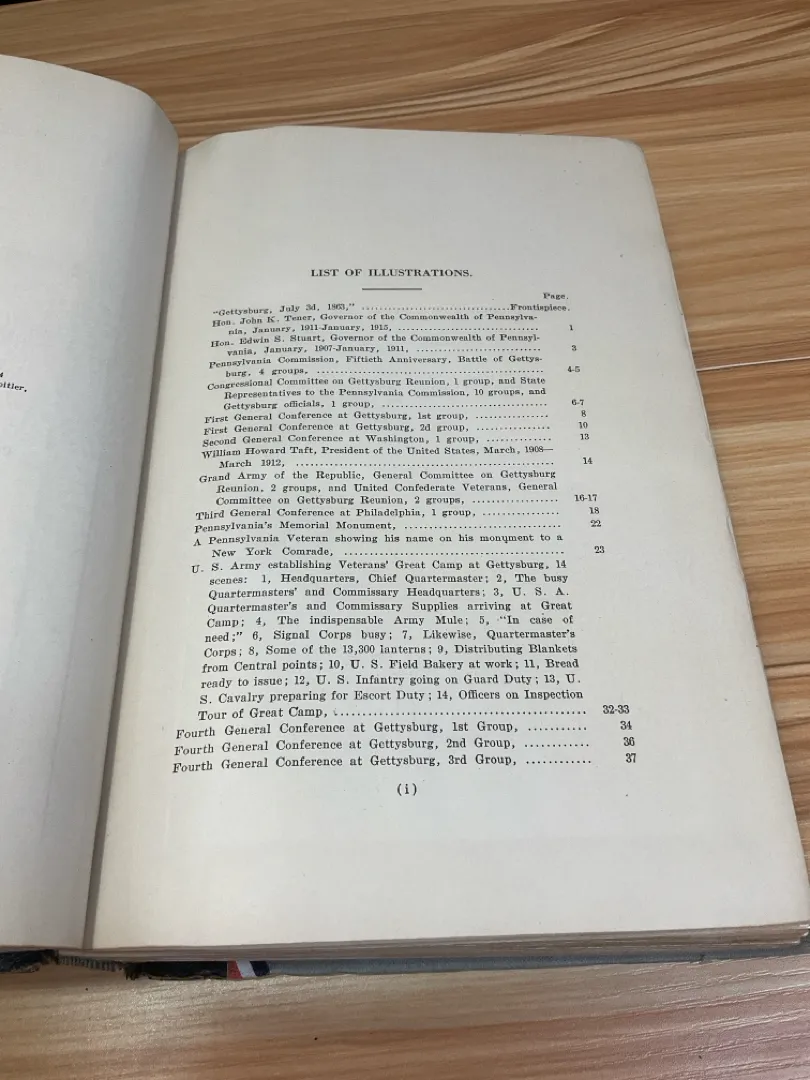 LIST OF ILLUSTRATIONS.
Page.
"Gettysburg, July 3d, 1863," ................................Frontispiece.
Hon. John K. Tener, Governor of the Commonwealth of Pennsylva-
nia, January, 1911-January, 1915, ............................ 1
Hon. Edwin S. Stuart, Governor of the Commonwealth of Pennsyl-
vania, January, 1907-January, 1911, ......................... 3
Pennsylvania Commission, Fiftieth Anniversary, Battle of Gettys-
burg, 4 groups, ............................................. 4-5
Congressional Committee on Gettysburg Reunion, 1 group, and State
Representatives to the Pennsylvania Commission, 10 groups, and
Gettysburg officials, 1 group, ................................ 6-7
First General Conference at Gettysburg, 1st group, ............... 8
First General Conference at Gettysburg, 2d group, ............... 10
Second General Conference at Washington, 1 group, ............. 13
William Howard Taft, President of the United States, March, 1908—
March 1912, ................................................. 14
Grand Army of the Republic, General Committee on Gettysburg
Reunion, 2 groups, and United Confederate Veterans, General
Committee on Gettysburg Reunion, 2 groups, ................. 16-17
Third General Conference at Philadelphia, 1 group, ............... 18
Pennsylvania's Memorial Monument, ............................... 22
A Pennsylvania Veteran showing his name on his monument to a
New York Comrade, .......................................... 23
U. S. Army establishing Veterans' Great Camp at Gettysburg, 14
scenes: 1, Headquarters, Chief Quartermaster; 2, The busy
Quartermasters' and Commissary Headquarters; 3, U. S. A.
Quartermaster's and Commissary Supplies arriving at Great
Camp; 4, The indispensable Army Mule; 5, "In case of
need;" 6, Signal Corps busy; 7, Likewise, Quartermaster's
Corps; 8, Some of the 13,300 lanterns; 9, Distributing Blankets
from Central points; 10, U. S. Field Bakery at work; 11, Bread
ready to issue; 12, U. S. Infantry going on Guard Duty; 13, U.
S. Cavalry preparing for Escort Duty; 14, Officers on Inspection
Tour of Great Camp, .......................................... 32-33
Fourth General Conference at Gettysburg, 1st Group, ........... 34
Fourth General Conference at Gettysburg, 2nd Group, ............ 36
Fourth General Conference at Gettysburg, 3rd Group, ............ 37
(i)